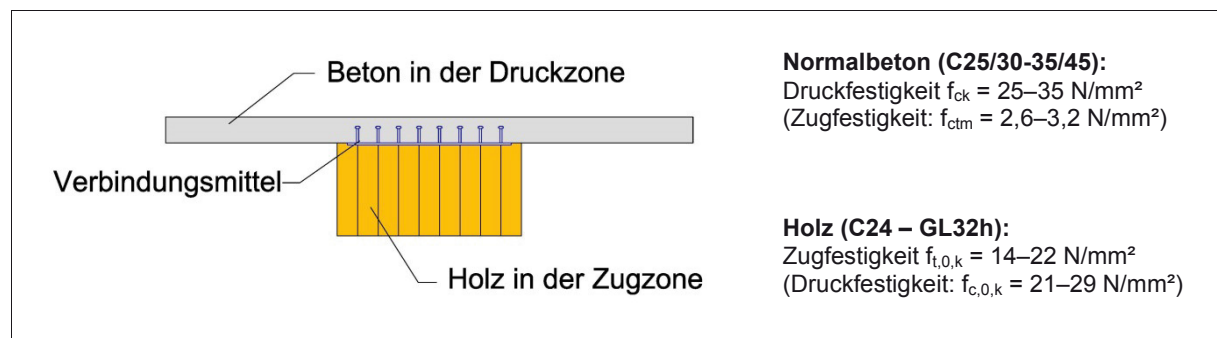 Beton in der Druckzone
Verbindungsmittel
Holz in der Zugzone
Normalbeton (C25/30-35/45):
Druckfestigkeit fck = 25–35 N/mm²
(Zugfestigkeit: fctm = 2,6–3,2 N/mm²)
Holz (C24 – GL32h):
Zugfestigkeit ft,0,k = 14–22 N/mm²
(Druckfestigkeit: fc,0,k = 21–29 N/mm²)